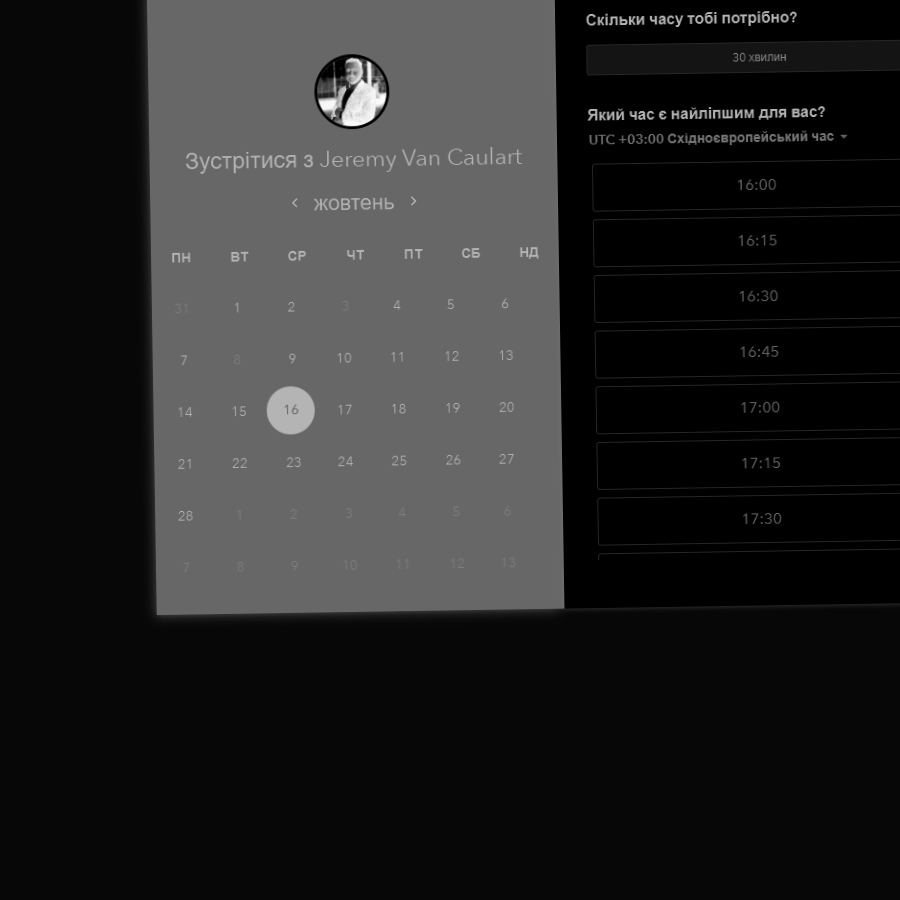 Зустрітися з Jeremy Van Caulart
жовтень
ПН ВТ СР ЧТ ПТ СБ НД
31 1 2 3 4 5 6
7 8 9 10 11 12 13
14 15 16 17 18 19 20
21 22 23 24 25 26 27
28 1 2 3 4 5 6
7 8 9 10 11 12 13
Скільки часу тобі потрібно?
30 хвилин
Який час є найліпшим для вас?
UTC +03:00 Східноєвропейський час
16:00
16:15
16:30
16:45
17:00
17:15
17:30